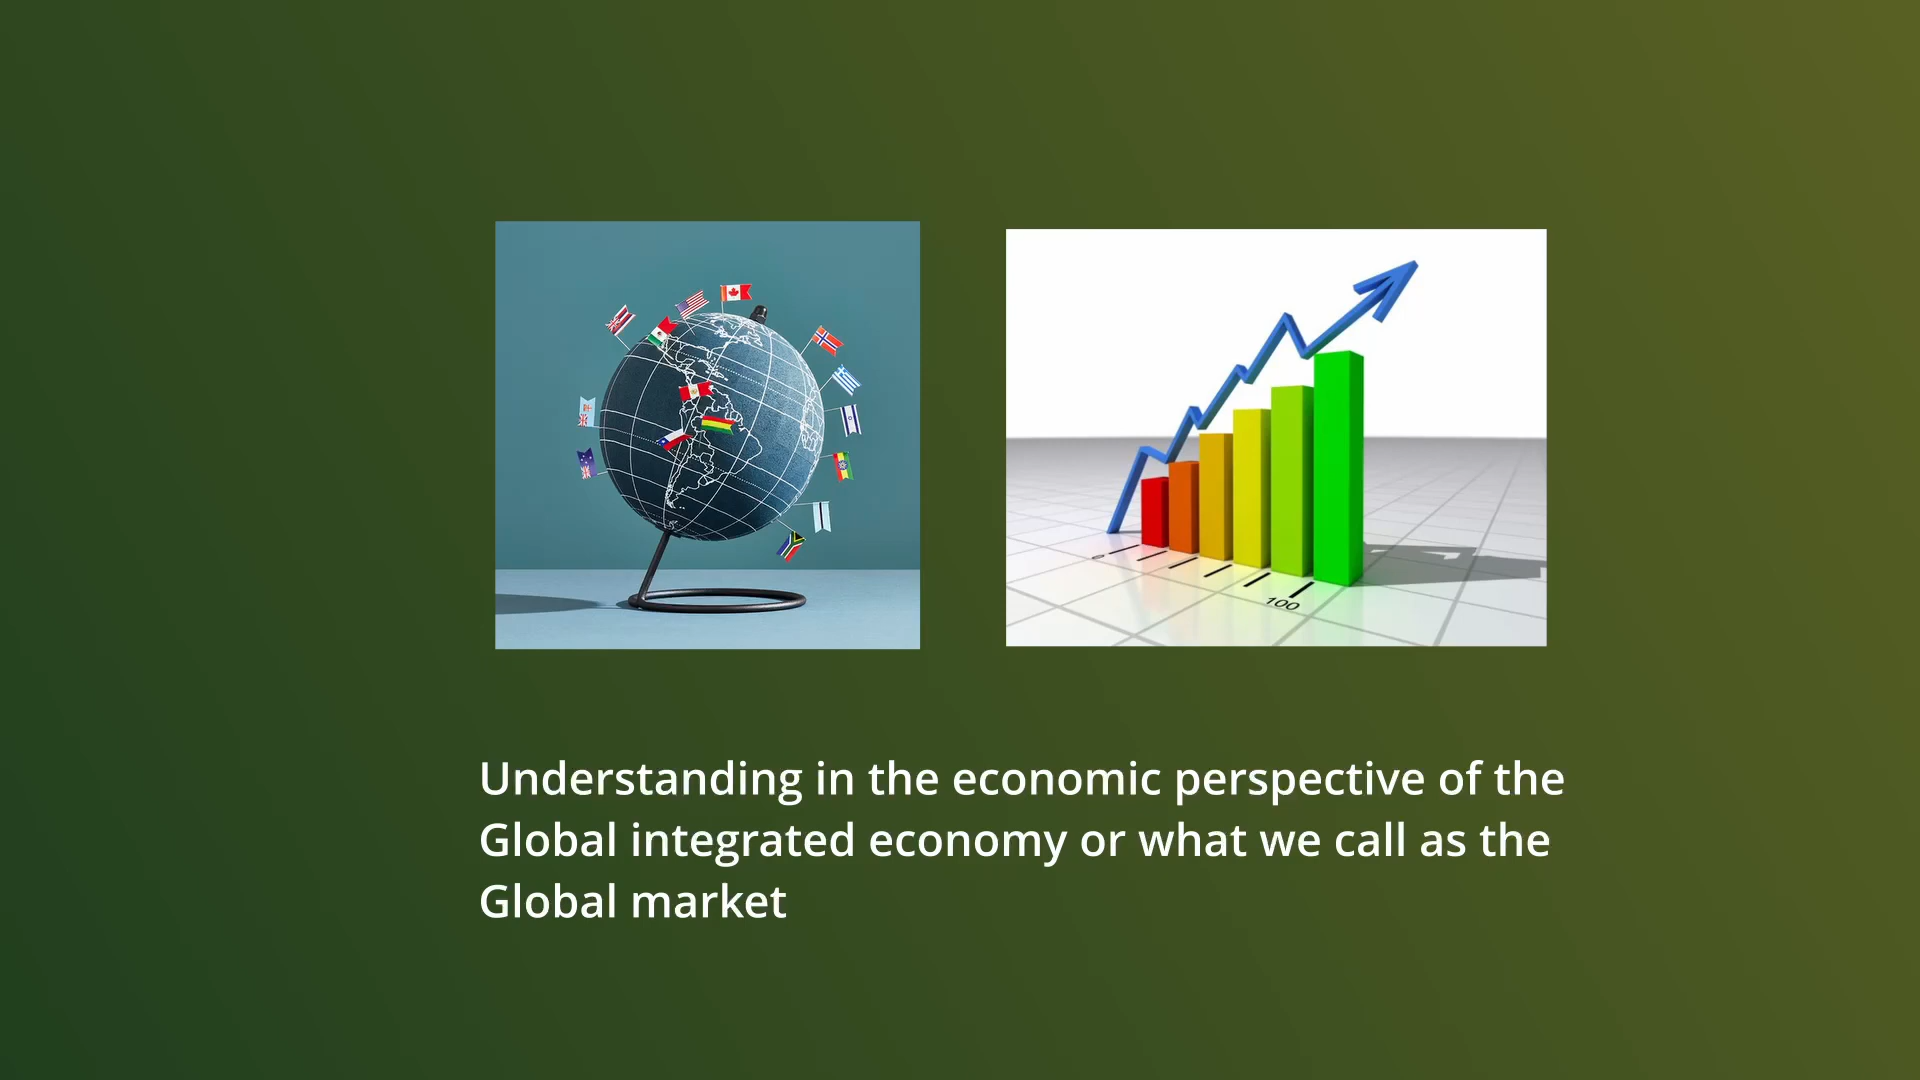 0
100
Understanding in the economic perspective of the
Global integrated economy or what we call as the
Global market